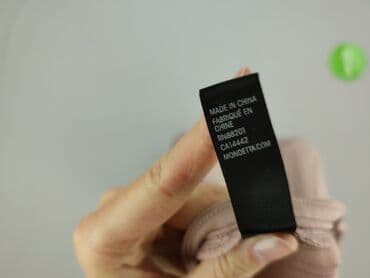 MADE IN CHINA
FABRIQUÉ EN
CHINE
RN88201
CA14442
MONDETTA.COM